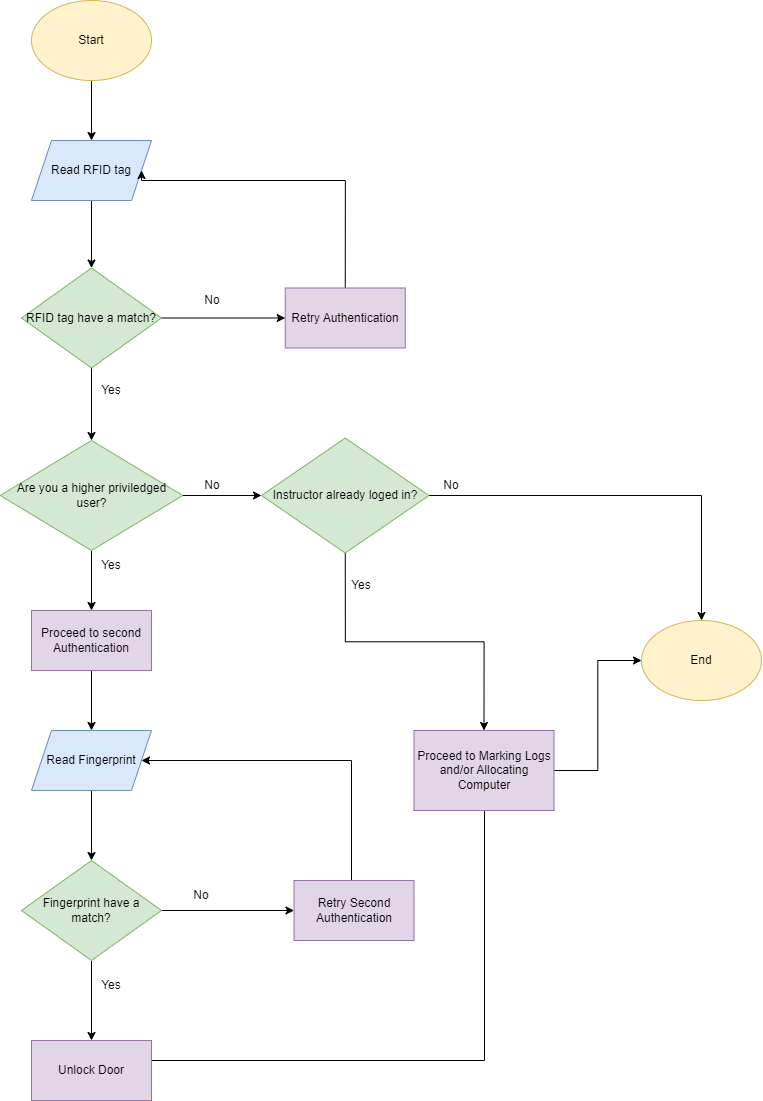 Start
Read RFID tag
RFID tag have a match?
No
Retry Authentication
Yes
Are you a higher priviledged
user?
No
Instructor already loged in?
No
Yes
Yes
Proceed to second
Authentication
End
Read Fingerprint
Proceed to Marking Logs
and/or Allocating
Computer
Fingerprint have a
match?
No
Retry Second
Authentication
Yes
Unlock Door